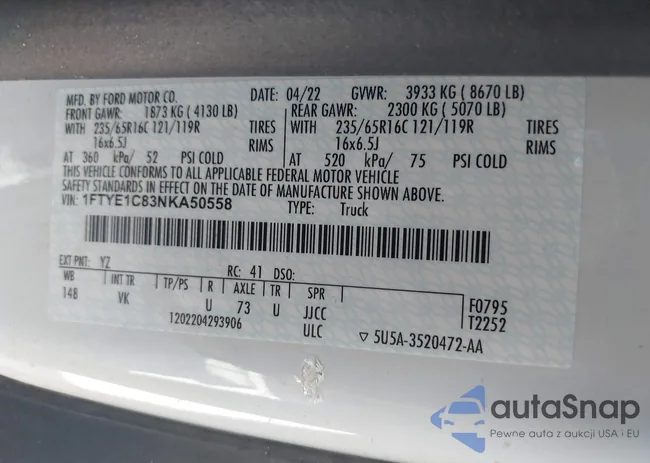 MFD. BY FORD MOTOR CO. DATE: 04/22 GVWR: 3933 KG ( 8670 LB)
FRONT GAWR: 1873 KG ( 4130 LB) REAR GAWR: 2300 KG ( 5070 LB)
WITH 235/65R16C 121/119R TIRES WITH 235/65R16C 121/119R TIRES
16x6.5J RIMS 16x6.5J RIMS
AT 360 kPa/ 52 PSI COLD AT 520 kPa/ 75 PSI COLD
THIS VEHICLE CONFORMS TO ALL APPLICABLE FEDERAL MOTOR VEHICLE
SAFETY STANDARDS IN EFFECT ON THE DATE OF MANUFACTURE SHOWN ABOVE.
VIN: 1FTYE1C83NKA50558 TYPE: Truck
EXT PNT: YZ RC: 41 DSO:
WB INT TR TP/PS R AXLE TR SPR
148 VK U 73 U JJCC F0795
1202204293906 ULC T2252
▽ 5U5A-3520472-AA
autaSnap
Pewne auta z aukcji USA i EU